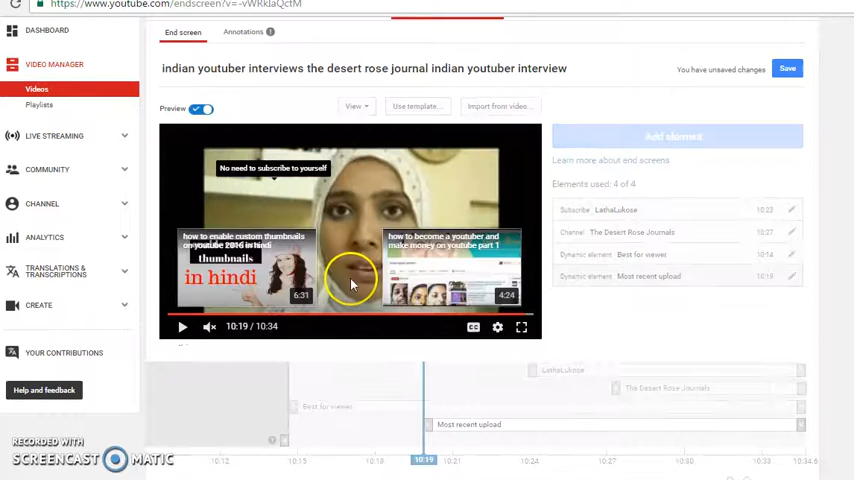 https://www.youtube.com/endscreen?v=-vWRkIaQctM
DASHBOARD
VIDEO MANAGER
Videos
Playlists
LIVE STREAMING
COMMUNITY
CHANNEL
ANALYTICS
TRANSLATIONS &
TRANSCRIPTIONS
CREATE
YOUR CONTRIBUTIONS
Help and feedback
RECORDED WITH
SCREENCAST MATIC
End screen
Annotations
indian youtuber interviews the desert rose journal indian youtuber interview
You have unsaved changes
Save
Preview
View
Use template...
Import from video...
No need to subscribe to yourself
how to enable custom thumbnails
on youtube 2016 in hindi
thumbnails
in hindi
6:31
how to become a youtuber and
make money on youtube part 1
4:24
10:19 / 10:34
CC
Add element
Learn more about end screens
Elements used: 4 of 4
Subscribe LathaLukose 10:23
Channel The Desert Rose Journals 10:27
Dynamic element Best for viewer 10:14
Dynamic element Most recent upload 10:19
LathaLukose
The Desert Rose Journals
Best for viewer
Most recent upload
10:12 10:15 10:19 10:19 10:21 10:24 10:27 10:30 10:34.6